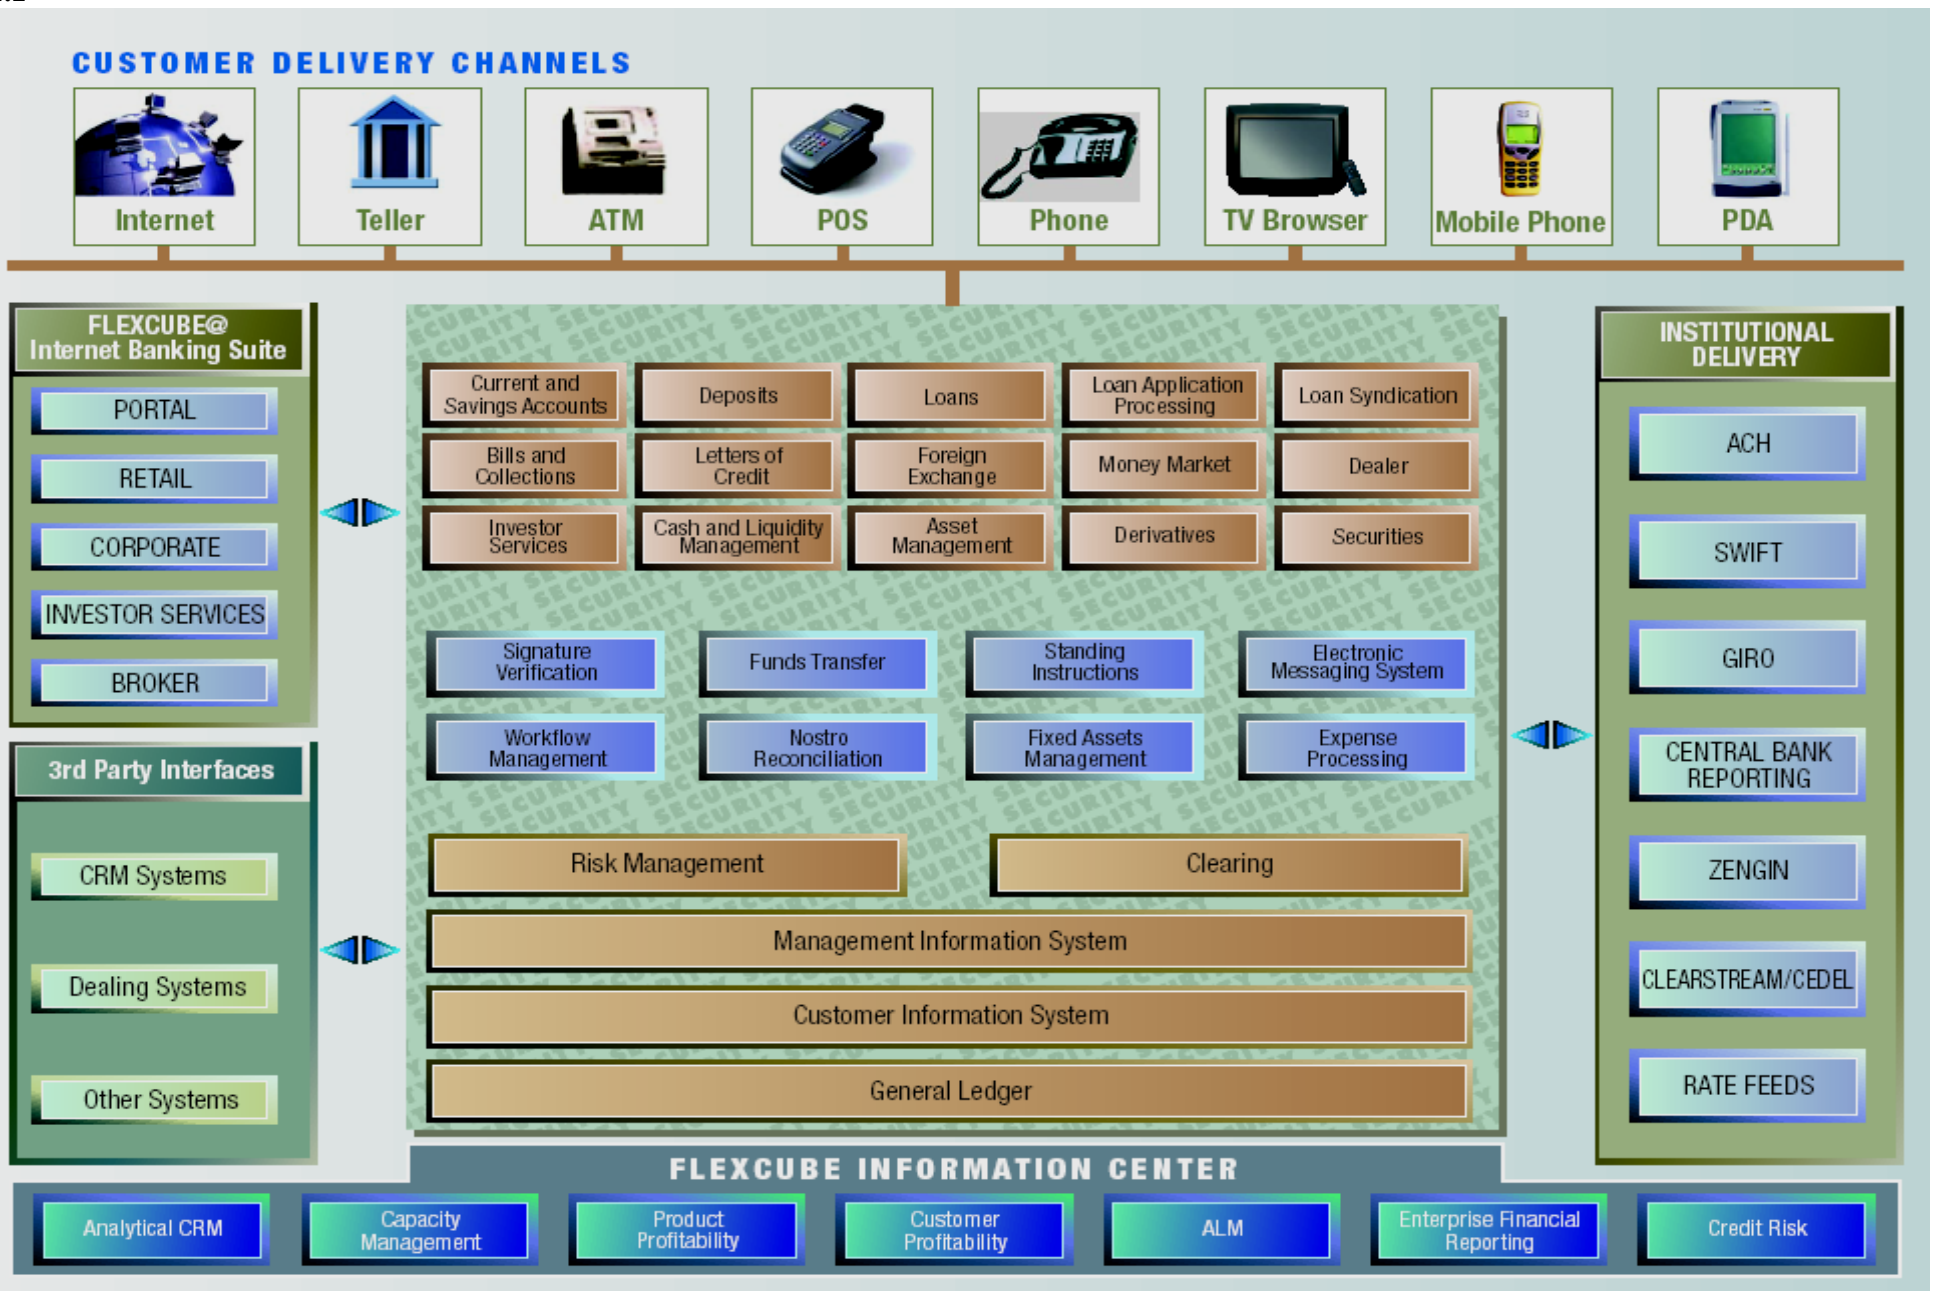 CUSTOMER DELIVERY CHANNELS
Internet
Teller
ATM
POS
Phone
TV Browser
Mobile Phone
PDA
FLEXCUBE@
Internet Banking Suite
PORTAL
RETAIL
CORPORATE
INVESTOR SERVICES
BROKER
3rd Party Interfaces
CRM Systems
Dealing Systems
Other Systems
SECURITY SECURITY SECURITY SECURITY SECURITY
Current and
Savings Accounts
Deposits
Loans
Loan Application
Processing
Loan Syndication
Bills and
Collections
Letters of
Credit
Foreign
Exchange
Money Market
Dealer
Investor
Services
Cash and Liquidity
Management
Asset
Management
Derivatives
Securities
Signature
Verification
Funds Transfer
Standing
Instructions
Electronic
Messaging System
Workflow
Management
Nostro
Reconciliation
Fixed Assets
Management
Expense
Processing
Risk Management
Clearing
Management Information System
Customer Information System
General Ledger
INSTITUTIONAL
DELIVERY
ACH
SWIFT
GIRO
CENTRAL BANK
REPORTING
ZENGIN
CLEARSTREAM/CEDEL
RATE FEEDS
FLEXCUBE INFORMATION CENTER
Analytical CRM
Capacity
Management
Product
Profitability
Customer
Profitability
ALM
Enterprise Financial
Reporting
Credit Risk